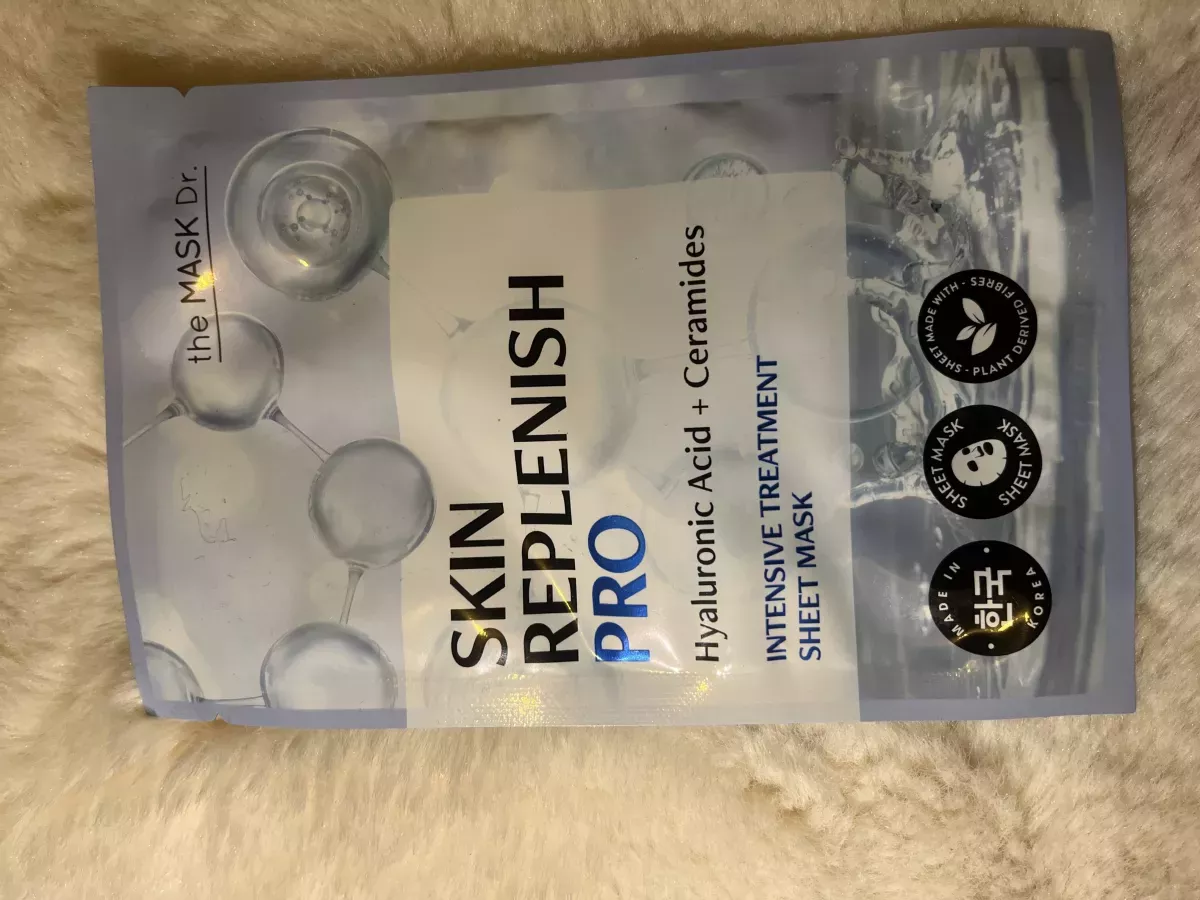 the MASK Dr.
SKIN
REPLENISH
PRO
Hyaluronic Acid + Ceramides
INTENSIVE TREATMENT
SHEET MASK
· MADE IN ·
한국
KOREA
SHEET MASK
SHEET MASK
SHEET MADE WITH ·
PLANT DERIVED FIBRES ·